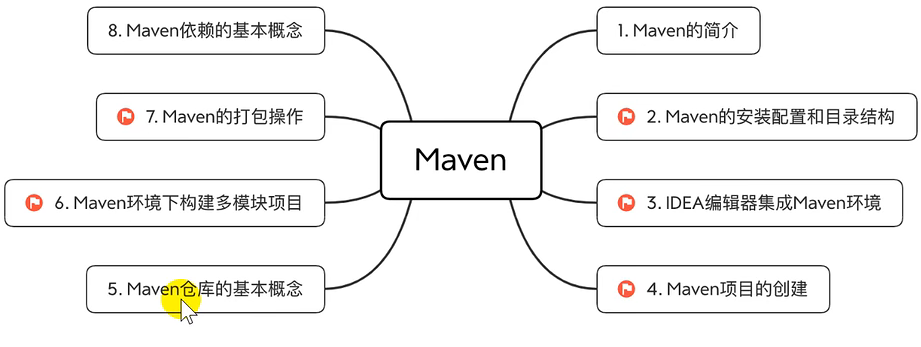 Maven
1. Maven的简介
2. Maven的安装配置和目录结构
3. IDEA编辑器集成Maven环境
4. Maven项目的创建
5. Maven仓库的基本概念
6. Maven环境下构建多模块项目
7. Maven的打包操作
8. Maven依赖的基本概念